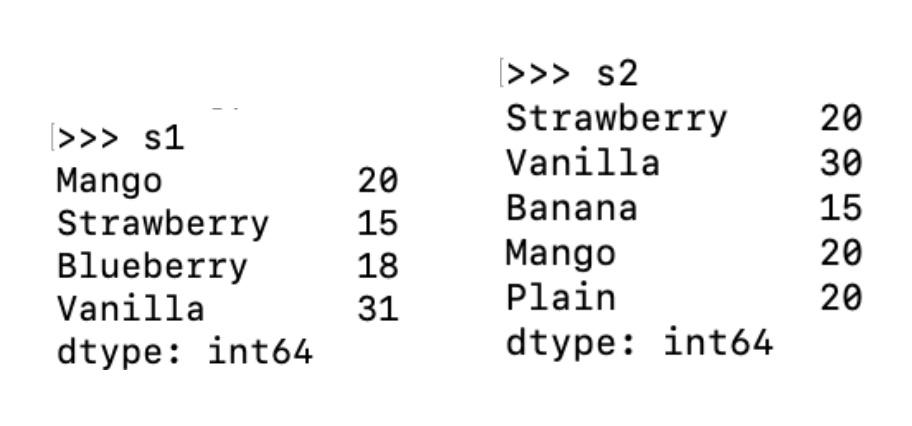 >>> s1
Mango 20
Strawberry 15
Blueberry 18
Vanilla 31
dtype: int64
>>> s2
Strawberry 20
Vanilla 30
Banana 15
Mango 20
Plain 20
dtype: int64